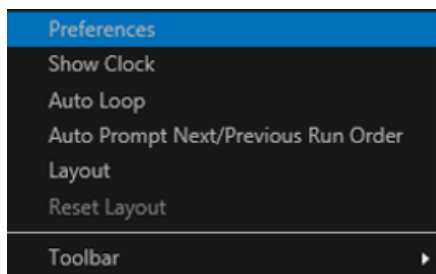 Preferences
Show Clock
Auto Loop
Auto Prompt Next/Previous Run Order
Layout
Reset Layout
Toolbar